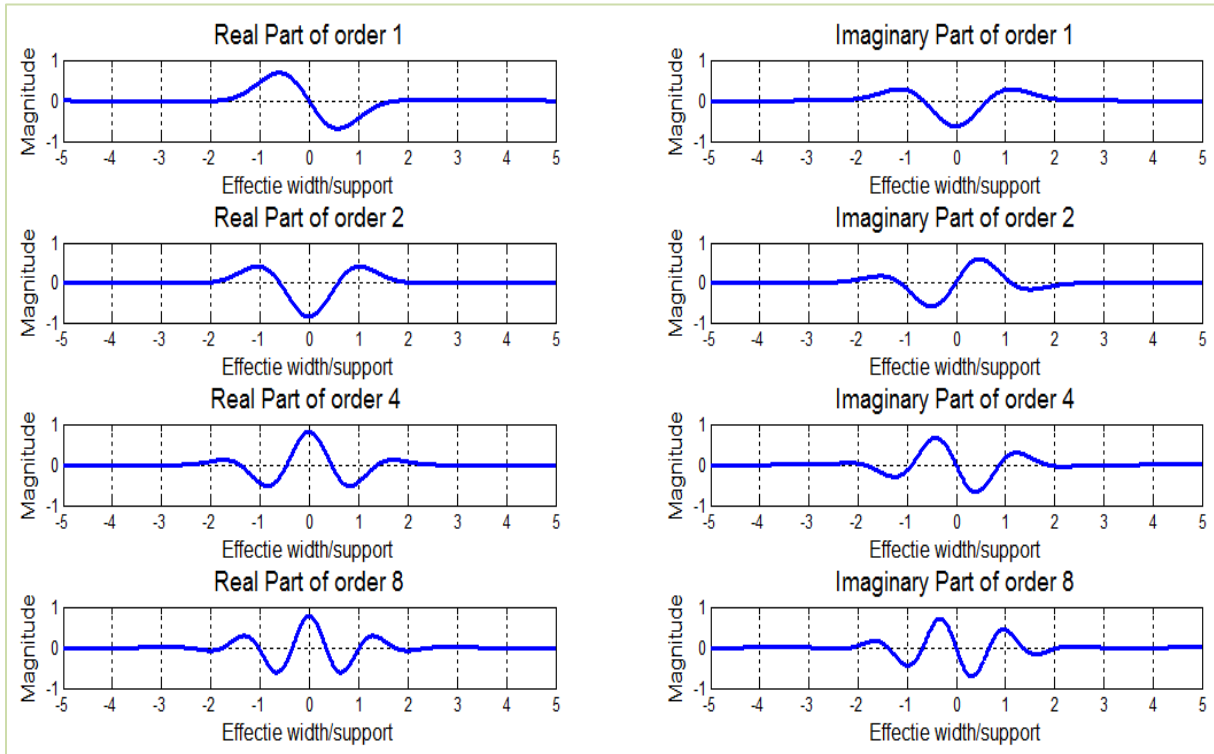 Real Part of order 1
Magnitude
1
0
-1
-5 -4 -3 -2 -1 0 1 2 3 4 5
Effectie width/support
Imaginary Part of order 1
Magnitude
1
0
-1
-5 -4 -3 -2 -1 0 1 2 3 4 5
Effectie width/support
Real Part of order 2
Magnitude
1
0
-1
-5 -4 -3 -2 -1 0 1 2 3 4 5
Effectie width/support
Imaginary Part of order 2
Magnitude
1
0
-1
-5 -4 -3 -2 -1 0 1 2 3 4 5
Effectie width/support
Real Part of order 4
Magnitude
1
0
-1
-5 -4 -3 -2 -1 0 1 2 3 4 5
Effectie width/support
Imaginary Part of order 4
Magnitude
1
0
-1
-5 -4 -3 -2 -1 0 1 2 3 4 5
Effectie width/support
Real Part of order 8
Magnitude
1
0
-1
-5 -4 -3 -2 -1 0 1 2 3 4 5
Effectie width/support
Imaginary Part of order 8
Magnitude
1
0
-1
-5 -4 -3 -2 -1 0 1 2 3 4 5
Effectie width/support